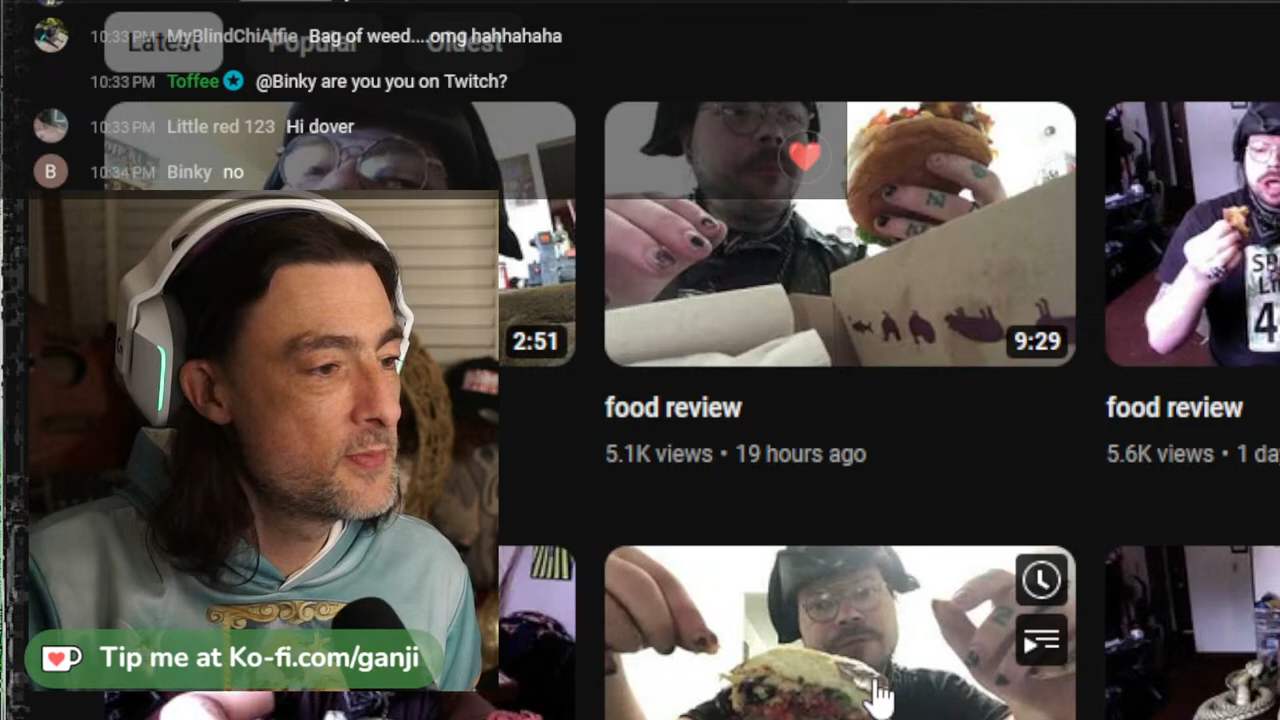 Latest Popular Oldest
10:33 PM MyBlindChiAlfie Bag of weed....omg hahhahaha
10:33 PM Toffee @Binky are you you on Twitch?
L
10:33 PM Little red 123 Hi dover
B 10:34 PM Binky no
2:51
9:29
food review
5.1K views • 19 hours ago
food review
5.6K views • 1 da
4
Tip me at Ko-fi.com/ganji